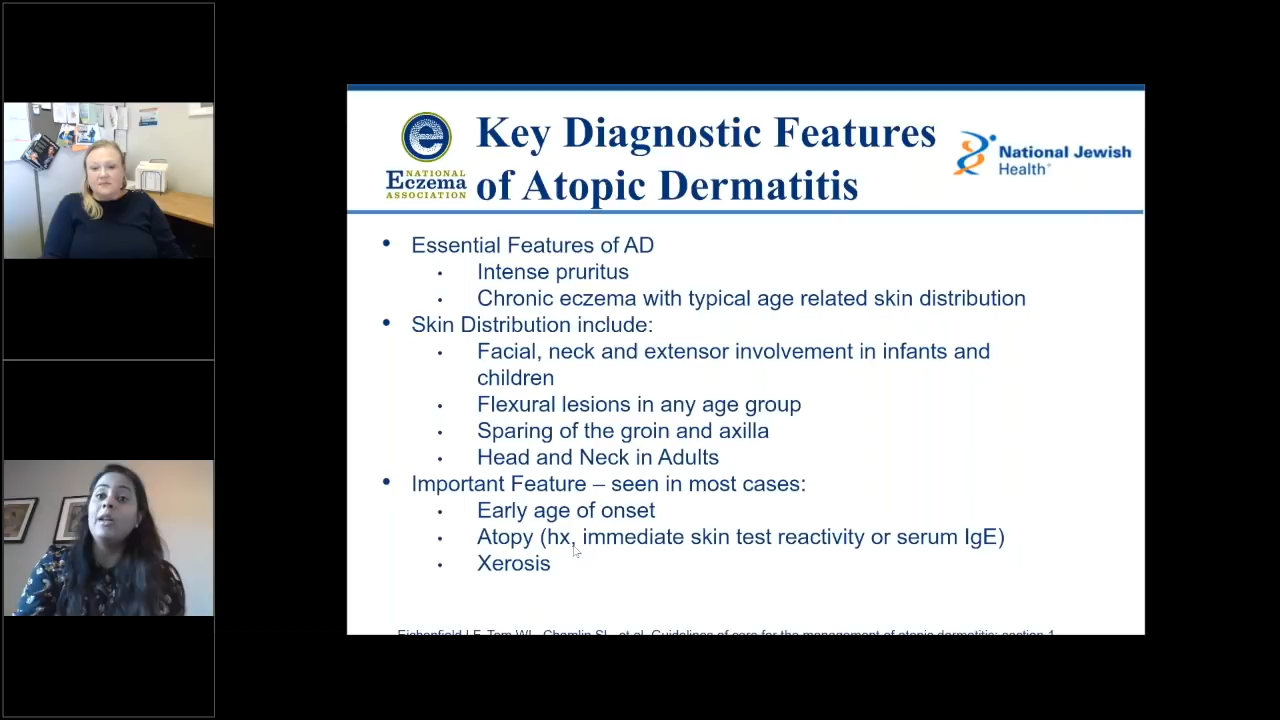 Key Diagnostic Features
of Atopic Dermatitis
NATIONAL
Eczema
ASSOCIATION
National Jewish
Health®
• Essential Features of AD
• Intense pruritus
• Chronic eczema with typical age related skin distribution
• Skin Distribution include:
• Facial, neck and extensor involvement in infants and
children
• Flexural lesions in any age group
• Sparing of the groin and axilla
• Head and Neck in Adults
• Important Feature – seen in most cases:
• Early age of onset
• Atopy (hx, immediate skin test reactivity or serum IgE)
• Xerosis
Eichenfield LF, Tom WL, Chamlin SL, et al. Guidelines of care for the management of atopic dermatitis: section 1.